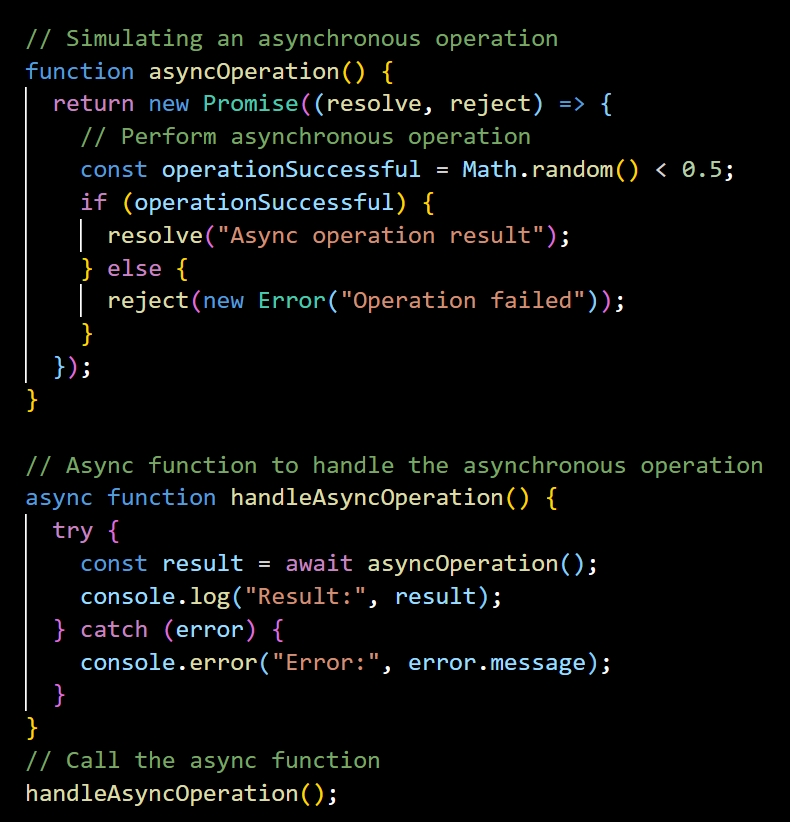 // Simulating an asynchronous operation
function asyncOperation() {
  return new Promise((resolve, reject) => {
    // Perform asynchronous operation
    const operationSuccessful = Math.random() < 0.5;
    if (operationSuccessful) {
      resolve("Async operation result");
    } else {
      reject(new Error("Operation failed"));
    }
  });
}

// Async function to handle the asynchronous operation
async function handleAsyncOperation() {
  try {
    const result = await asyncOperation();
    console.log("Result:", result);
  } catch (error) {
    console.error("Error:", error.message);
  }
}
// Call the async function
handleAsyncOperation();